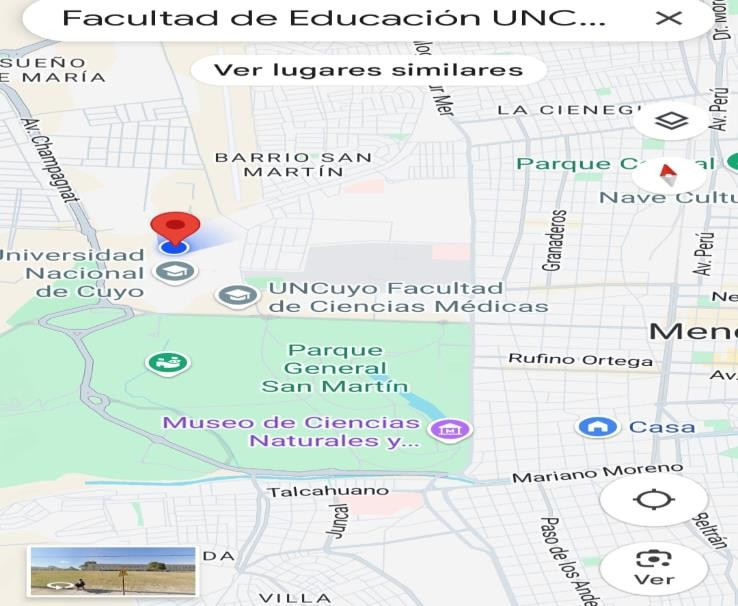 Facultad de Educación UNC...
Ver lugares similares
SUEÑO
E MARÍA
Dr. Mor
ur Mer
LA CIENEG
Av. Perú
Av. Champagnat
BARRIO SAN
MARTÍN
Parque C
al
Nave Cultu
Granaderos
Av. Perú
Universidad
Nacional
de Cuyo
UNCuyo Facultad
de Ciencias Médicas
Ne
Men
Parque
General
San Martín
Rufino Ortega
Av.
Museo de Ciencias
Naturales y...
Casa
Mariano Moreno
Talcahuano
Juncal
Paso de los Ande
Beltrán
DA
Ver
VILLA